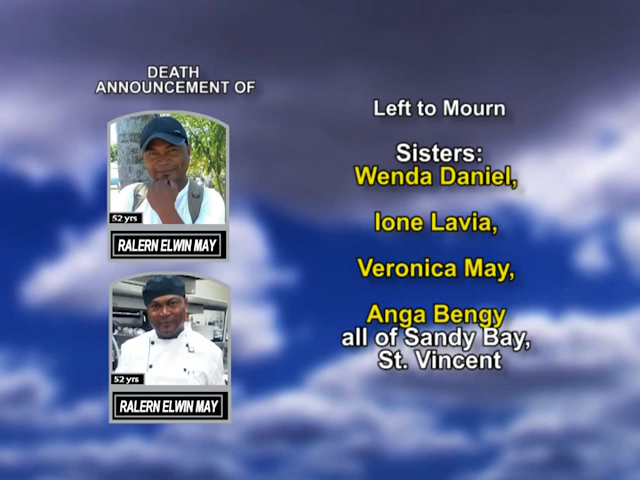 DEATH
ANNOUNCEMENT OF
52 yrs
RALERN ELWIN MAY
52 yrs
RALERN ELWIN MAY
Left to Mourn
Sisters:
Wenda Daniel,
Ione Lavia,
Veronica May,
Anga Bengy
all of Sandy Bay,
St. Vincent